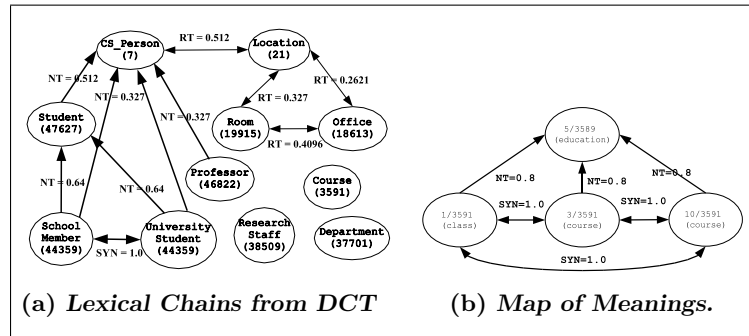 CS_Person
(7)
RT = 0.512
Location
(21)
NT = 0.512
NT = 0.327
RT = 0.2621
RT = 0.327
Student
(47627)
NT = 0.327
Room
(19915)
Office
(18613)
RT = 0.4096
Professor
(46822)
NT = 0.64
NT = 0.64
Course
(3591)
School
Member
(44359)
SYN = 1.0
University
Student
(44359)
Research
Staff
(38509)
Department
(37701)
(a) Lexical Chains from DCT
5/3589
(education)
NT=0.8
NT=0.8
NT=0.8
1/3591
(class)
SYN=1.0
3/3591
(course)
SYN=1.0
10/3591
(course)
SYN=1.0
(b) Map of Meanings.